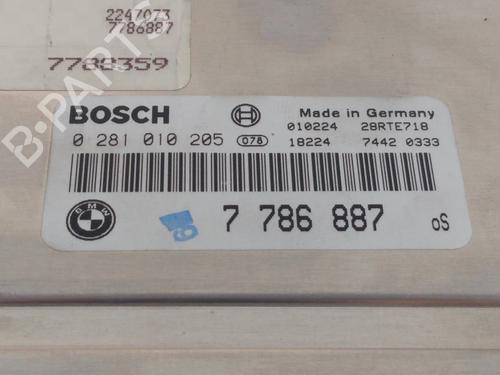 2247073
7786887
7788359
BOSCH
Made in Germany
010224 28RTE718
0 281 010 205 076 18224 7442 0333
BMW
7 786 887 oS
B-PARTS